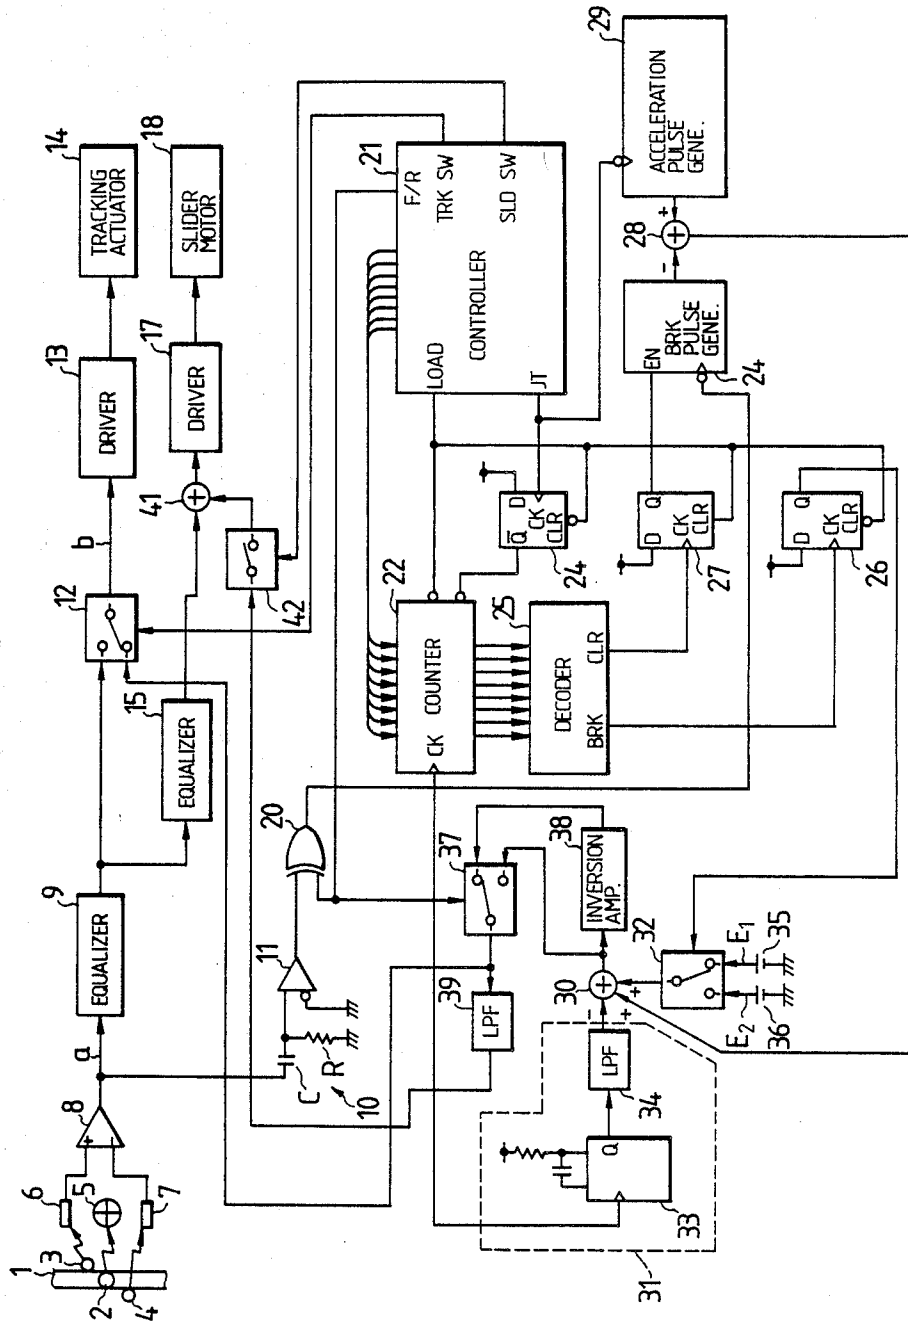 1
2
3
4
5
6
7
8
+
-
a
EQUALIZER
9
EQUALIZER
15
12
b
DRIVER
13
TRACKING
ACTUATOR
14
41
DRIVER
17
SLIDER
MOTOR
18
42
C
R
10
11
20
F/R
21
TRK SW
SLD SW
LOAD
CONTROLLER
JT
22
CK COUNTER
25
DECODER
BRK CLR
Q̅ D
CK
CLR
24
D Q
CK
CLR
27
D Q
CK
CLR
26
EN
BRK
PULSE
GENE.
24
28
+
-
ACCELERATION
PULSE
GENE.
29
37
39
LPF
38
INVERSION
AMP.
30
-
+
+
32
E1
35
E2
36
LPF
34
Q
33
31